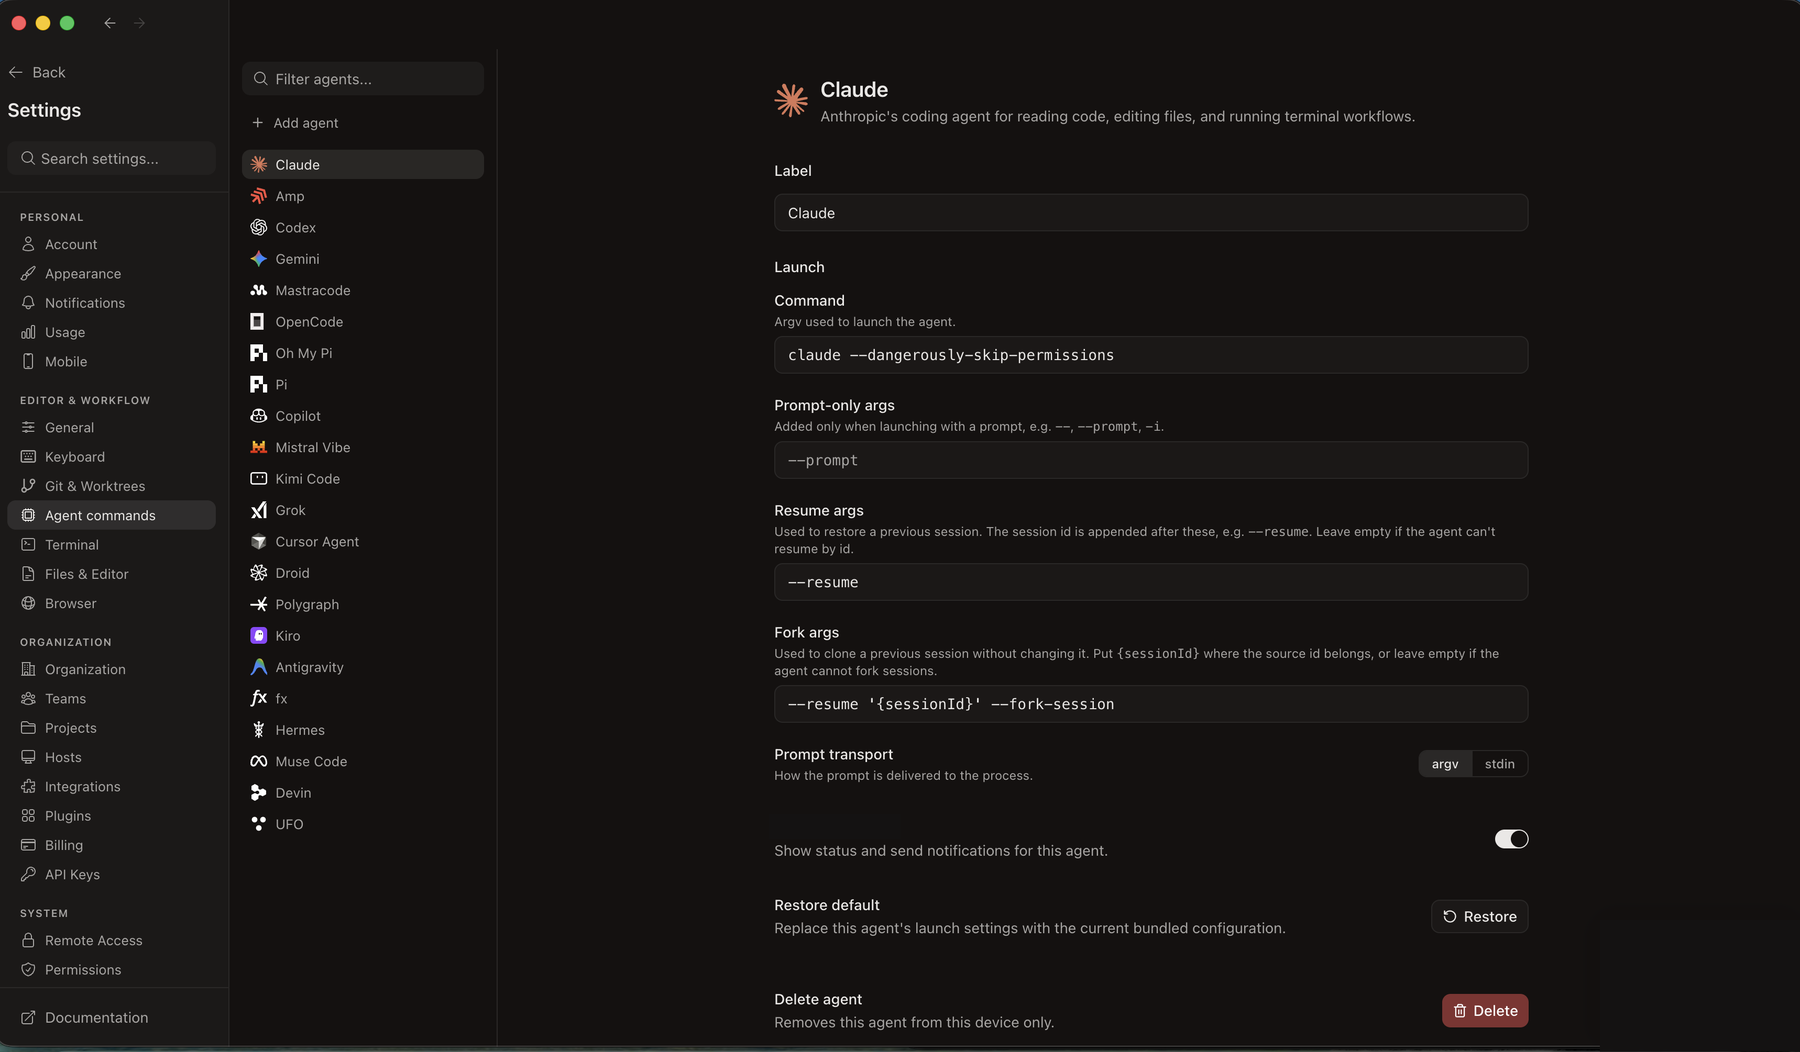 Back
Settings
Search settings...
PERSONAL
Account
Appearance
Notifications
Usage
Mobile
EDITOR & WORKFLOW
General
Keyboard
Git & Worktrees
Agent commands
Terminal
Files & Editor
Browser
ORGANIZATION
Organization
Teams
Projects
Hosts
Integrations
Plugins
Billing
API Keys
SYSTEM
Remote Access
Permissions
Documentation
Filter agents...
Add agent
Claude
Amp
Codex
Gemini
Mastracode
OpenCode
Oh My Pi
Pi
Copilot
Mistral Vibe
Kimi Code
Grok
Cursor Agent
Droid
Polygraph
Kiro
Antigravity
fx
Hermes
Muse Code
Devin
UFO
Claude
Anthropic's coding agent for reading code, editing files, and running terminal workflows.
Label
Claude
Launch
Command
Argv used to launch the agent.
claude --dangerously-skip-permissions
Prompt-only args
Added only when launching with a prompt, e.g. --, --prompt, -i.
--prompt
Resume args
Used to restore a previous session. The session id is appended after these, e.g. --resume. Leave empty if the agent can't
resume by id.
--resume
Fork args
Used to clone a previous session without changing it. Put {sessionId} where the source id belongs, or leave empty if the
agent cannot fork sessions.
--resume '{sessionId}' --fork-session
Prompt transport
How the prompt is delivered to the process.
argv stdin
Show status and send notifications for this agent.
Restore default
Replace this agent's launch settings with the current bundled configuration.
Restore
Delete agent
Removes this agent from this device only.
Delete